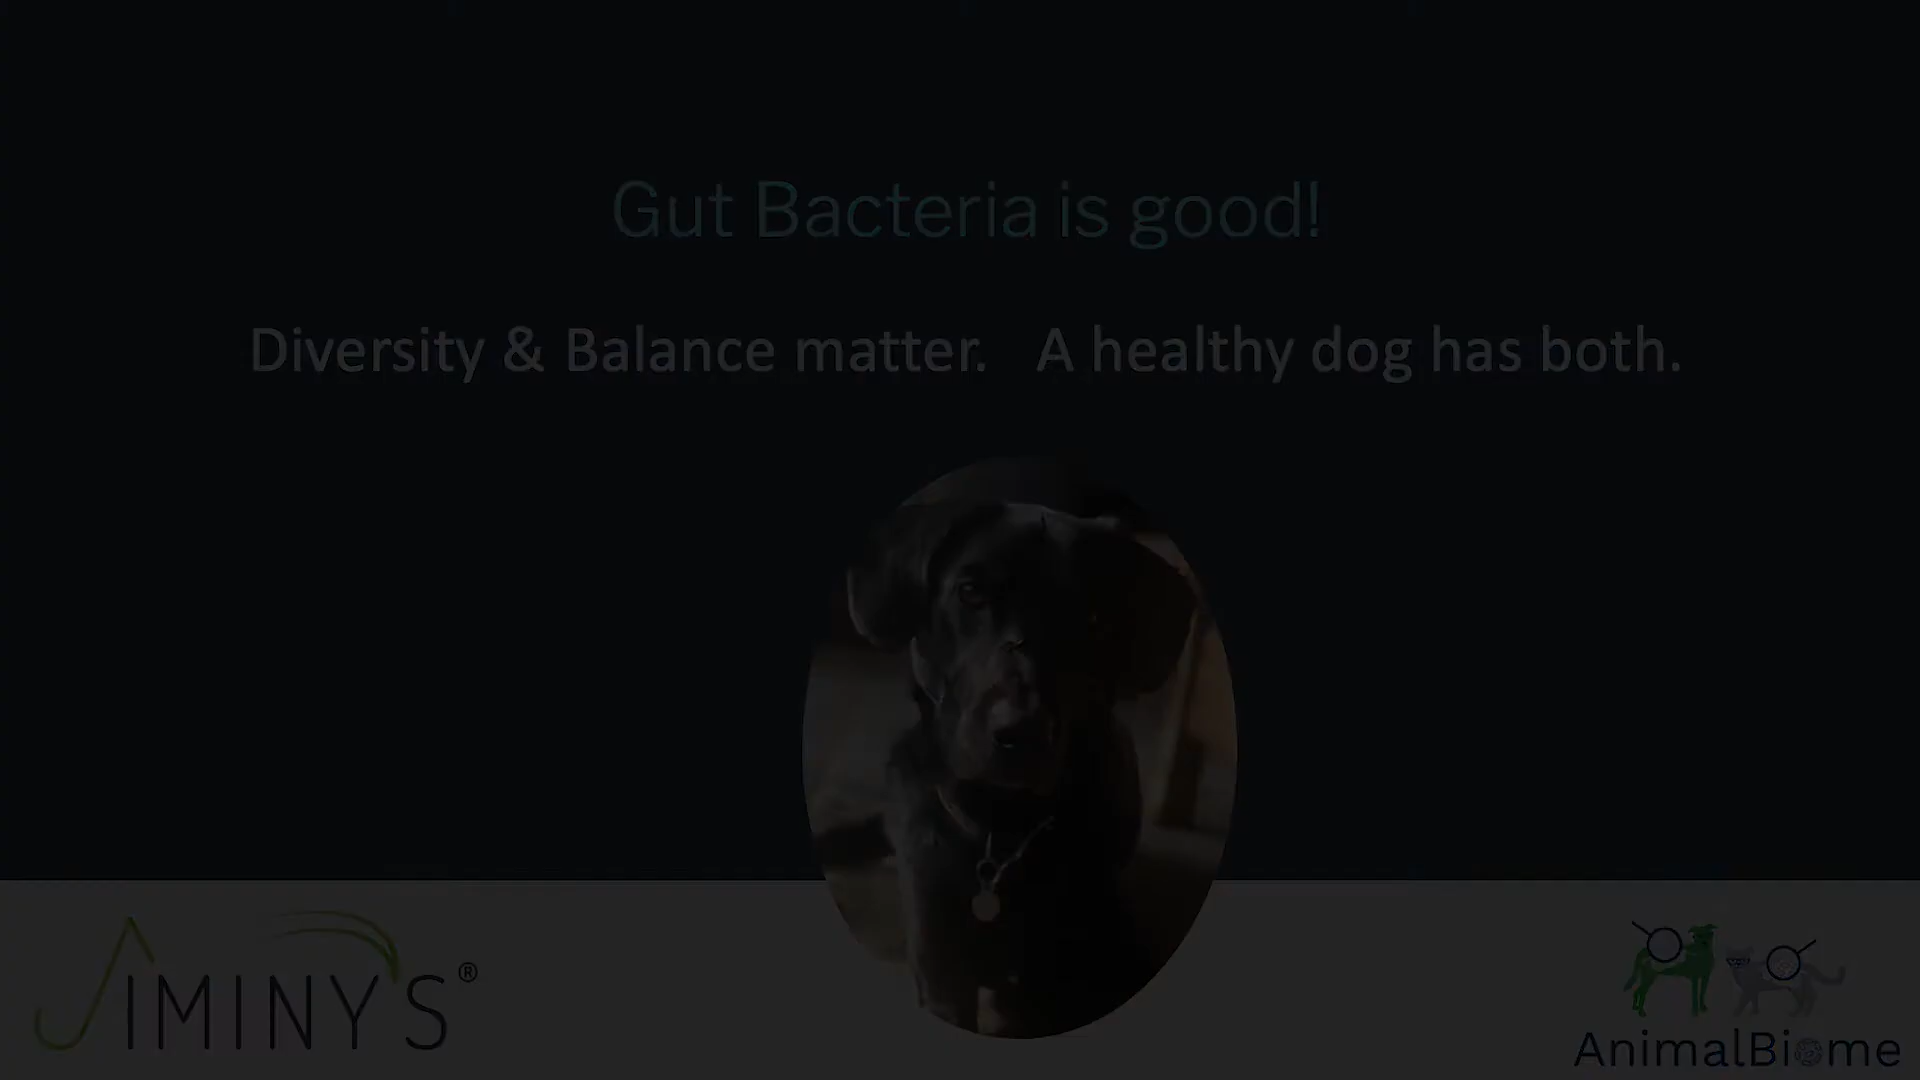 Gut Bacteria is good!
Diversity & Balance matter. A healthy dog has both.
JIMINY'S®
AnimalBiome